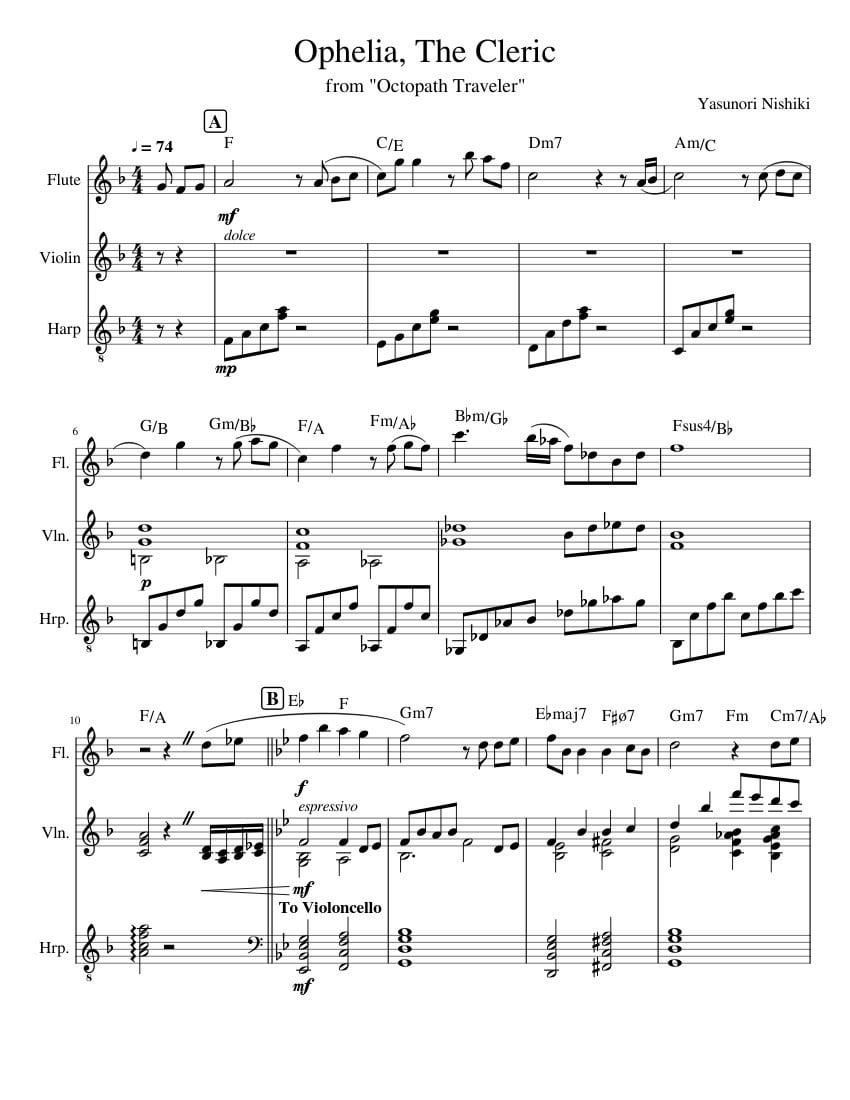 Ophelia, The Cleric
from "Octopath Traveler"
Yasunori Nishiki
A
♩ = 74
F C/E Dm7 Am/C
Flute
mf
dolce
Violin
Harp
8
mp
6
G/B Gm/B♭ F/A Fm/A♭ B♭m/G♭ Fsus4/B♭
Fl.
Vln.
p
Hrp.
8
B
10
F/A E♭ F Gm7 E♭maj7 F♯ø7 Gm7 Fm Cm7/A♭
Fl.
f
espressivo
Vln.
mf
To Violoncello
Hrp.
8
mf